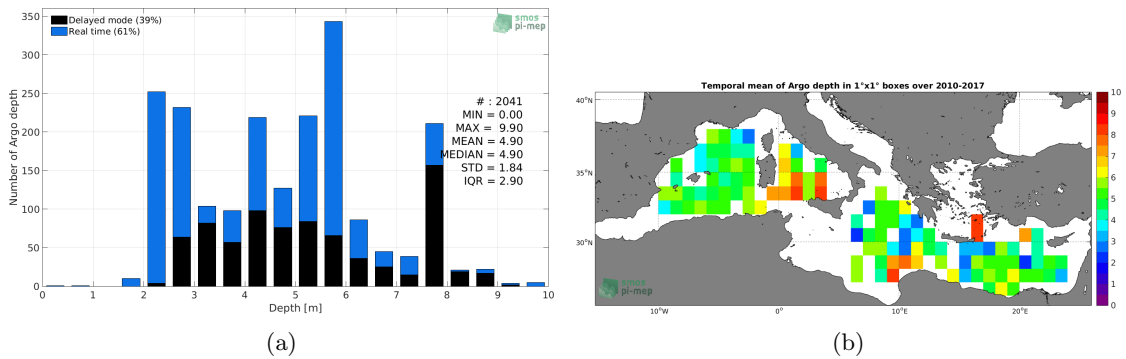 350
300
250
200
150
100
50
0
Number of Argo depth
Delayed mode (39%)
Real time (61%)
smos
pi-mep
# : 2041
MIN = 0.00
MAX = 9.90
MEAN = 4.90
MEDIAN = 4.90
STD = 1.84
IQR = 2.90
0 1 2 3 4 5 6 7 8 9 10
Depth [m]
(a)
Temporal mean of Argo depth in 1°x1° boxes over 2010-2017
40°N
35°N
30°N
10°W 0° 10°E 20°E
smos
pi-mep
10
9
8
7
6
5
4
3
2
1
0
(b)